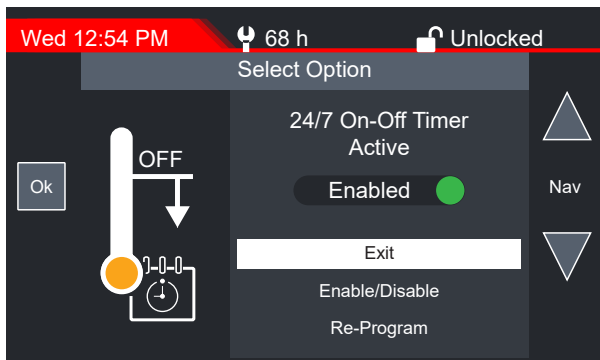 Wed 12:54 PM
68 h
Unlocked
Select Option
24/7 On-Off Timer
Active
OFF
Ok
Enabled
Nav
Exit
Enable/Disable
Re-Program